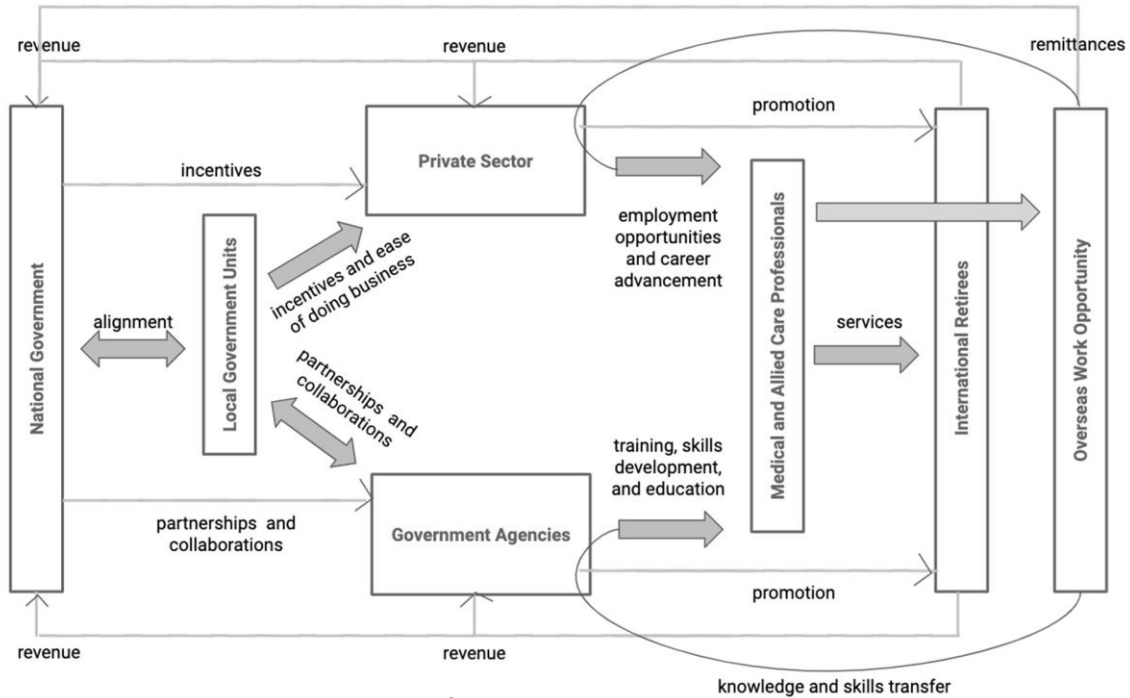 revenue
revenue
remittances
promotion
Private Sector
incentives
employment
opportunities
and career
advancement
incentives and ease
of doing business
National Government
Local Government Units
alignment
Medical and Allied Care Professionals
services
International Retirees
Overseas Work Opportunity
partnerships and
collaborations
training, skills
development,
and education
partnerships and
collaborations
Government Agencies
promotion
revenue
revenue
knowledge and skills transfer